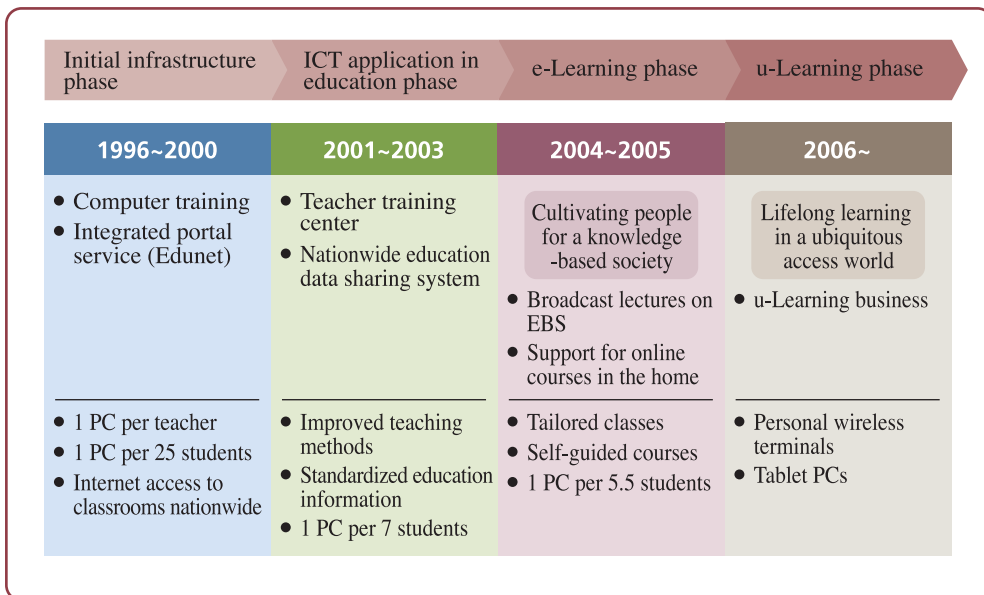 Initial infrastructure
phase
ICT application in
education phase
e-Learning phase
u-Learning phase
1996~2000
• Computer training
• Integrated portal
service (Edunet)
• 1 PC per teacher
• 1 PC per 25 students
• Internet access to
classrooms nationwide
2001~2003
• Teacher training
center
• Nationwide education
data sharing system
• Improved teaching
methods
• Standardized education
information
• 1 PC per 7 students
2004~2005
Cultivating people
for a knowledge
-based society
• Broadcast lectures on
EBS
• Support for online
courses in the home
• Tailored classes
• Self-guided courses
• 1 PC per 5.5 students
2006~
Lifelong learning
in a ubiquitous
access world
• u-Learning business
• Personal wireless
terminals
• Tablet PCs